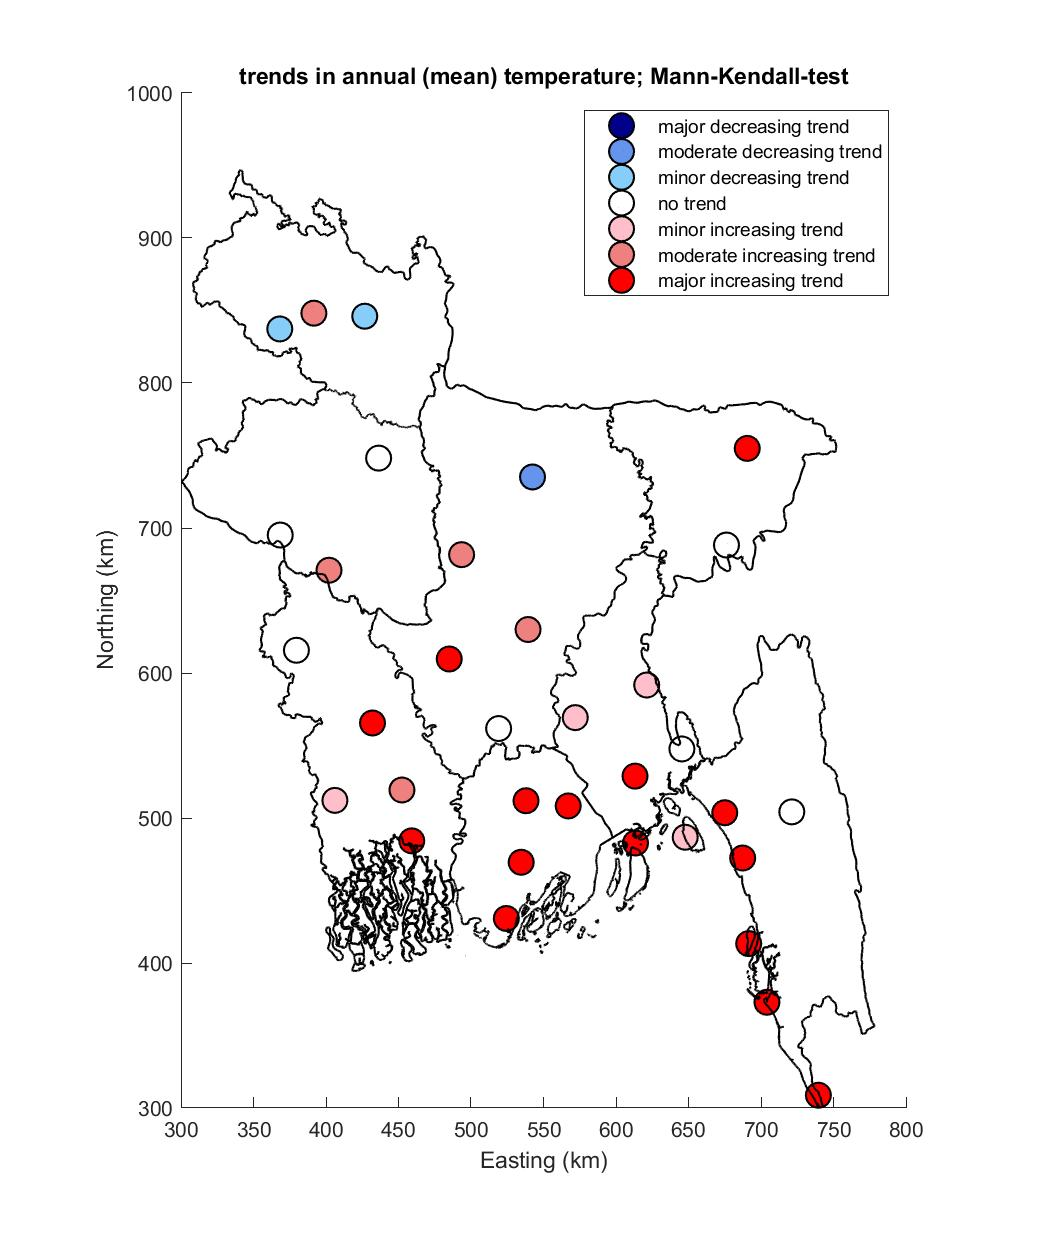 trends in annual (mean) temperature; Mann-Kendall-test
1000
major decreasing trend
moderate decreasing trend
minor decreasing trend
no trend
minor increasing trend
moderate increasing trend
major increasing trend
900
800
700
600
500
400
300
Northing (km)
300 350 400 450 500 550 600 650 700 750 800
Easting (km)